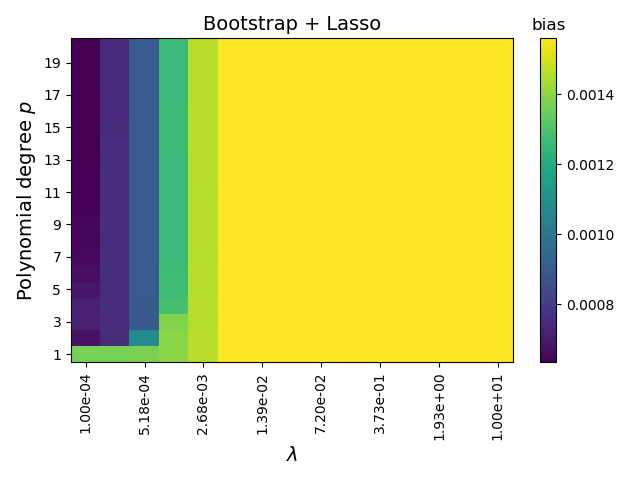 Bootstrap + Lasso
bias
Polynomial degree p
19
17
15
13
11
9
7
5
3
1
0.0014
0.0012
0.0010
0.0008
1.00e-04
5.18e-04
2.68e-03
1.39e-02
7.20e-02
3.73e-01
1.93e+00
1.00e+01
λ